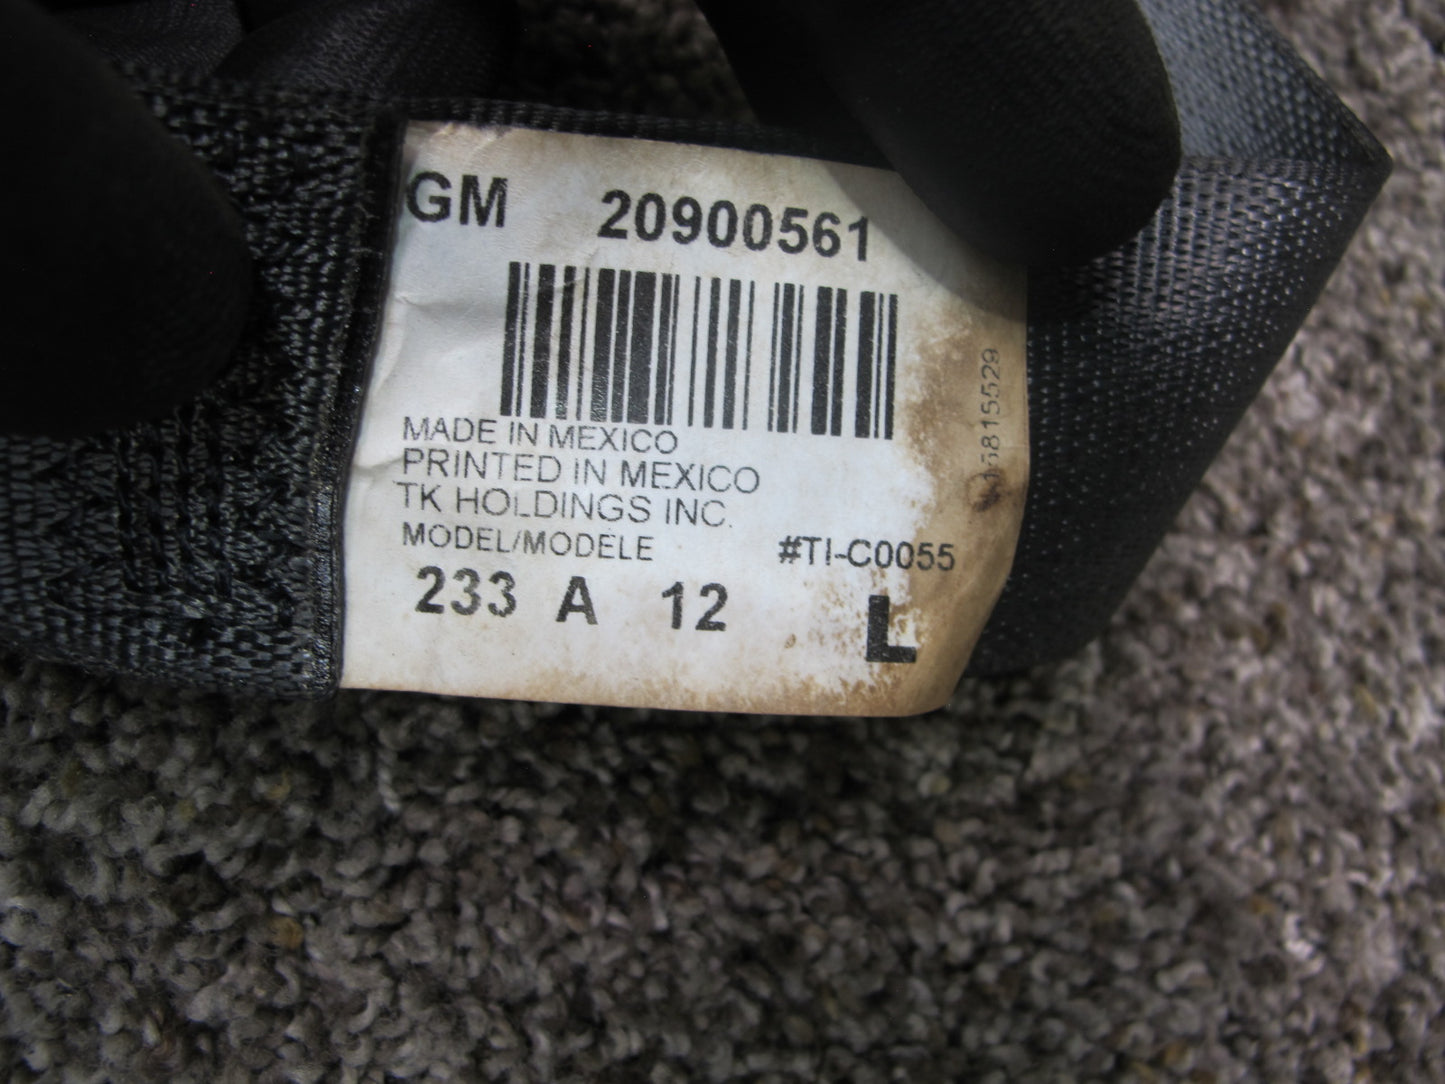 GM 20900561
MADE IN MEXICO
PRINTED IN MEXICO
TK HOLDINGS INC.
MODEL/MODELE #TI-C0055
233 A 12 L